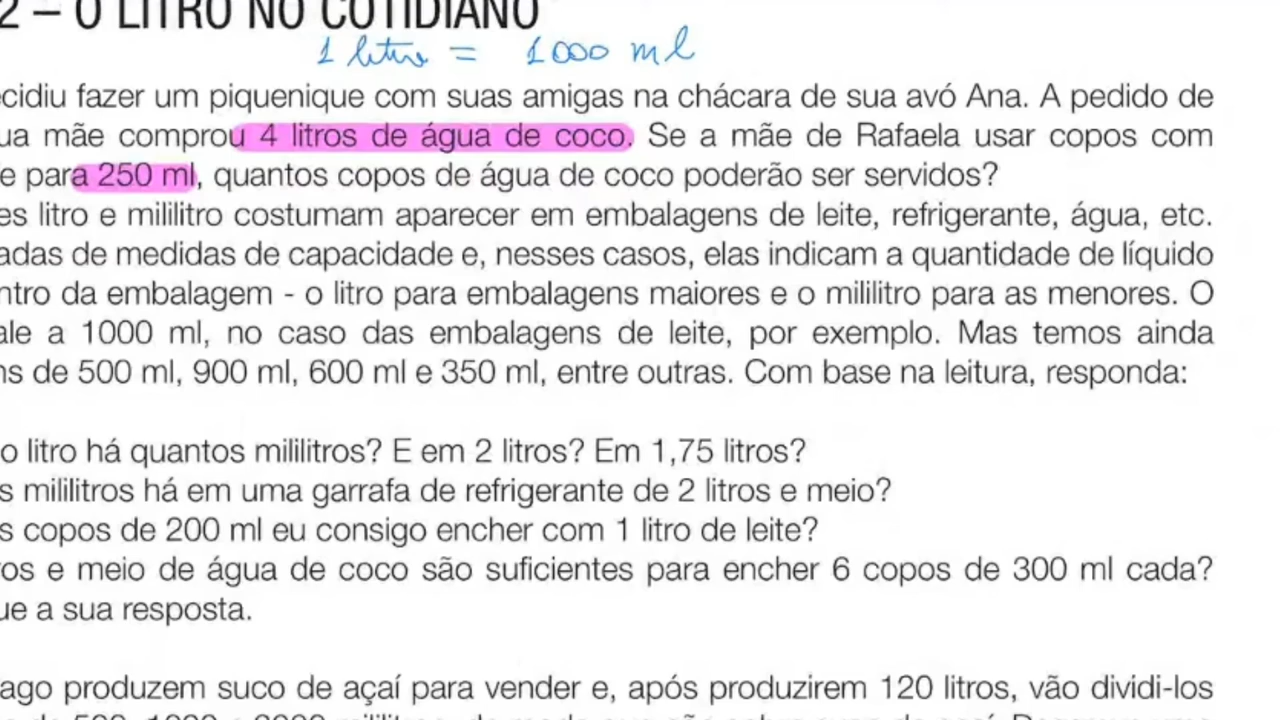 2 – O LITRO NO COTIDIANO
1 litro = 1000 ml
ecidiu fazer um piquenique com suas amigas na chácara de sua avó Ana. A pedido de
ua mãe comprou 4 litros de água de coco. Se a mãe de Rafaela usar copos com
e para 250 ml, quantos copos de água de coco poderão ser servidos?
es litro e mililitro costumam aparecer em embalagens de leite, refrigerante, água, etc.
adas de medidas de capacidade e, nesses casos, elas indicam a quantidade de líquido
ntro da embalagem - o litro para embalagens maiores e o mililitro para as menores. O
ale a 1000 ml, no caso das embalagens de leite, por exemplo. Mas temos ainda
ns de 500 ml, 900 ml, 600 ml e 350 ml, entre outras. Com base na leitura, responda:
o litro há quantos mililitros? E em 2 litros? Em 1,75 litros?
s mililitros há em uma garrafa de refrigerante de 2 litros e meio?
s copos de 200 ml eu consigo encher com 1 litro de leite?
ros e meio de água de coco são suficientes para encher 6 copos de 300 ml cada?
ue a sua resposta.
ago produzem suco de açaí para vender e, após produzirem 120 litros, vão dividi-los